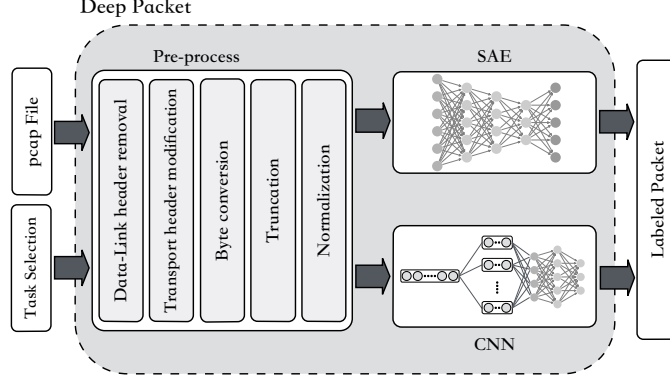 Deep Packet
Pre-process
SAE
pcap File
Task Selection
Data-Link header removal
Transport header modification
Byte conversion
Truncation
Normalization
Labeled Packet
CNN